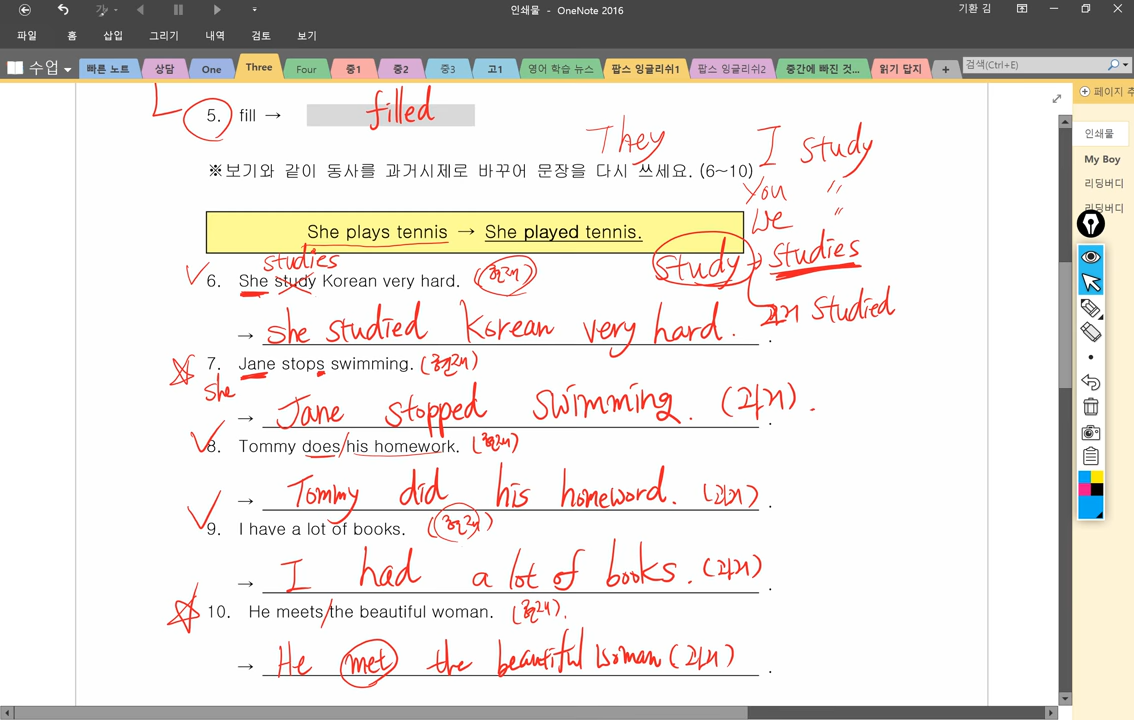 인쇄물 - OneNote 2016
기환 김
파일 홈 삽입 그리기 내역 검토 보기
수업 빠른 노트 상담 One Three Four 중1 중2 중3 고1 영어 학습 뉴스 팝스 잉글리쉬1 팝스 잉글리쉬2 중간에 빠진 것... 읽기 답지 + 검색(Ctrl+E)
페이지 추
인쇄물
My Boy
리딩버디
리딩버디
5. fill → filled
They
I study
※보기와 같이 동사를 과거시제로 바꾸어 문장을 다시 쓰세요. (6~10)
You 〃
We 〃
She plays tennis → She played tennis.
studies
study → studies
6. She study Korean very hard. (현재)
과거 studied
→ she studied Korean very hard. .
7. Jane stops swimming. (현재)
she
→ Jane stopped swimming. (과거). .
8. Tommy does/his homework. (현재)
→ Tommy did his homeword. (과거) .
9. I have a lot of books. (현재)
→ I had a lot of books. (과거) .
10. He meets/the beautiful woman. (현재).
→ He met the beautiful woman (과거) .